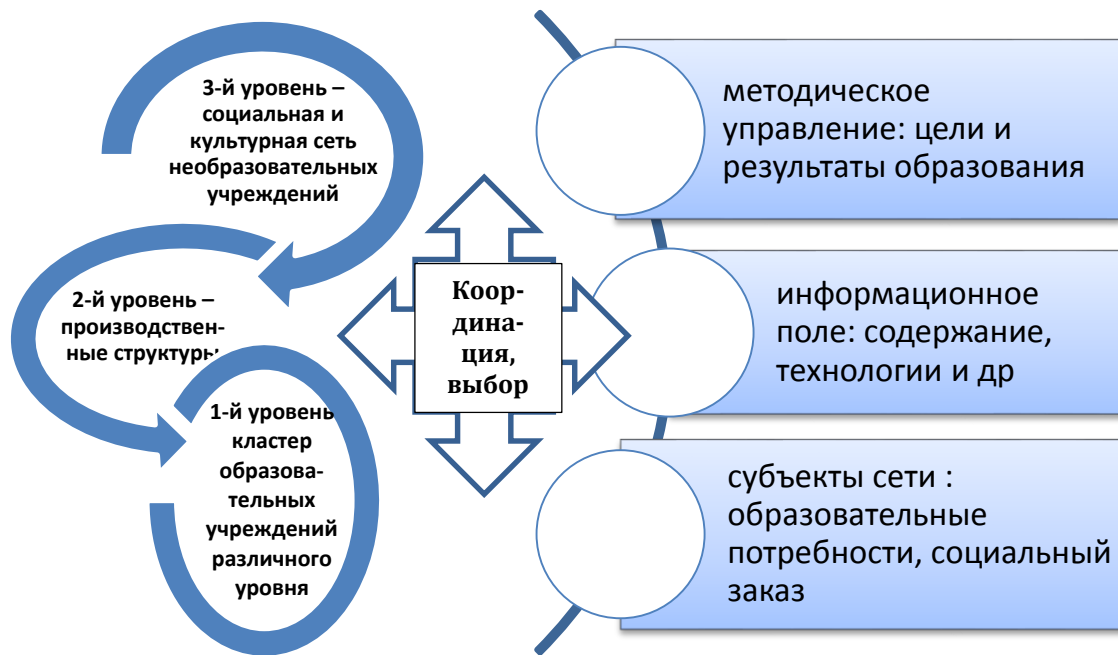 3-й уровень –
социальная и
культурная сеть
необразовательных
учреждений
2-й уровень –
производствен-
ные структуры
1-й уровень
кластер
образова-
тельных
учреждений
различного
уровня
Коор-
дина-
ция,
выбор
методическое
управление: цели и
результаты образования
информационное
поле: содержание,
технологии и др
субъекты сети :
образовательные
потребности, социальный
заказ